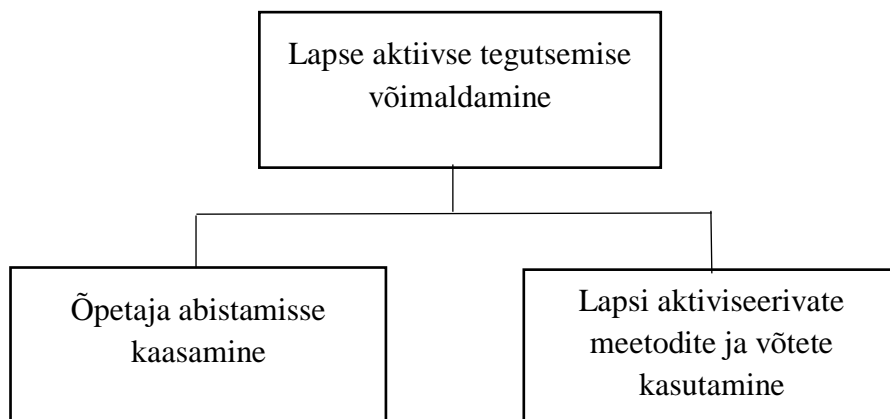 Lapse aktiivse tegutsemise
võimaldamine
Õpetaja abistamisse
kaasamine
Lapsi aktiviseerivate
meetodite ja võtete
kasutamine